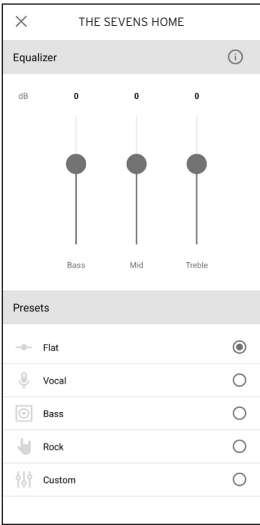 THE SEVENS HOME
Equalizer
dB 0 0 0
Bass Mid Treble
Presets
Flat
Vocal
Bass
Rock
Custom